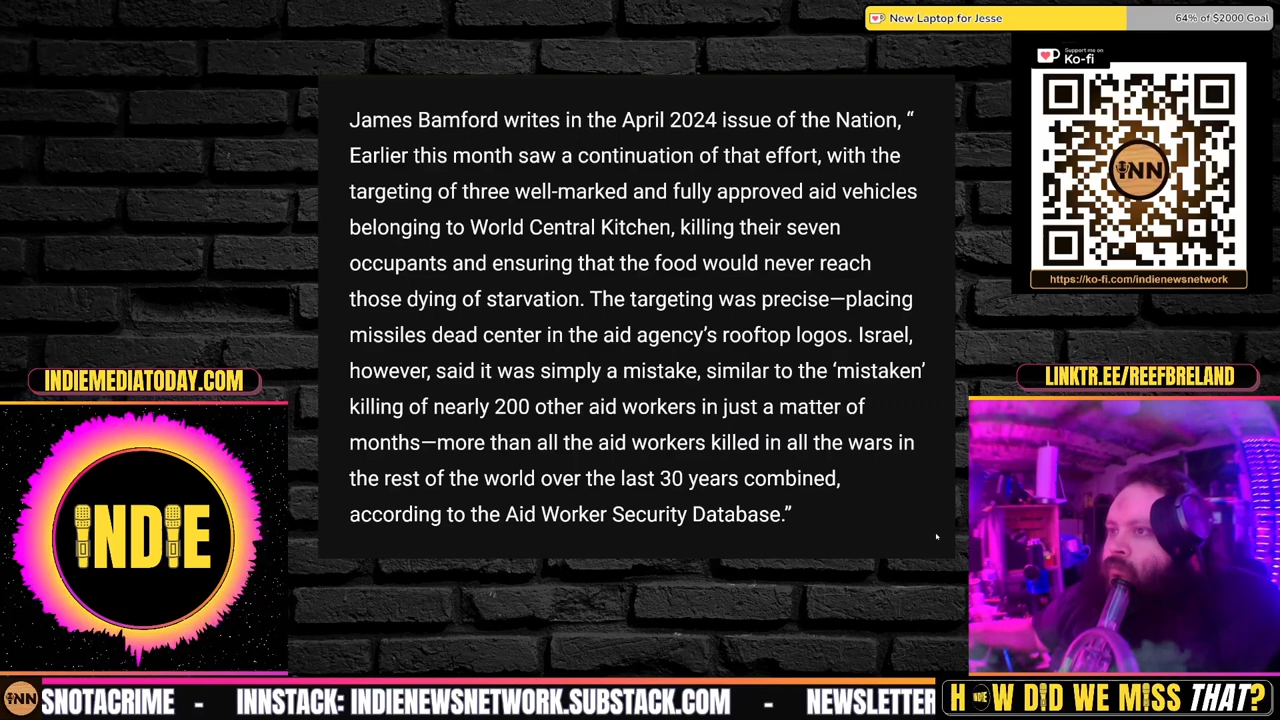 New Laptop for Jesse
64% of $2000 Goal
Support me on
Ko-fi
James Bamford writes in the April 2024 issue of the Nation, “
Earlier this month saw a continuation of that effort, with the
targeting of three well-marked and fully approved aid vehicles
belonging to World Central Kitchen, killing their seven
occupants and ensuring that the food would never reach
those dying of starvation. The targeting was precise—placing
missiles dead center in the aid agency’s rooftop logos. Israel,
however, said it was simply a mistake, similar to the ‘mistaken’
killing of nearly 200 other aid workers in just a matter of
months—more than all the aid workers killed in all the wars in
the rest of the world over the last 30 years combined,
according to the Aid Worker Security Database.”
INN
https://ko-fi.com/indienewsnetwork
INDIEMEDIATODAY.COM
LINKTR.EE/REEFBRELAND
INDIE
INN
SNOTACRIME - INNSTACK: INDIENEWSNETWORK.SUBSTACK.COM - NEWSLETTER
HOW DID WE MISS THAT?